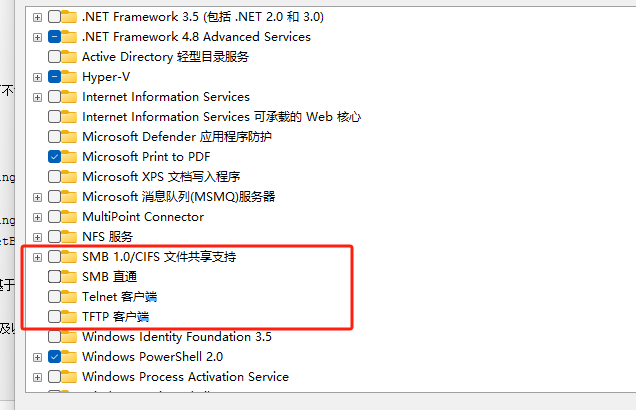 .NET Framework 3.5 (包括 .NET 2.0 和 3.0)
.NET Framework 4.8 Advanced Services
Active Directory 轻型目录服务
Hyper-V
Internet Information Services
Internet Information Services 可承载的 Web 核心
Microsoft Defender 应用程序防护
Microsoft Print to PDF
Microsoft XPS 文档写入程序
Microsoft 消息队列(MSMQ)服务器
MultiPoint Connector
NFS 服务
SMB 1.0/CIFS 文件共享支持
SMB 直通
Telnet 客户端
TFTP 客户端
Windows Identity Foundation 3.5
Windows PowerShell 2.0
Windows Process Activation Service